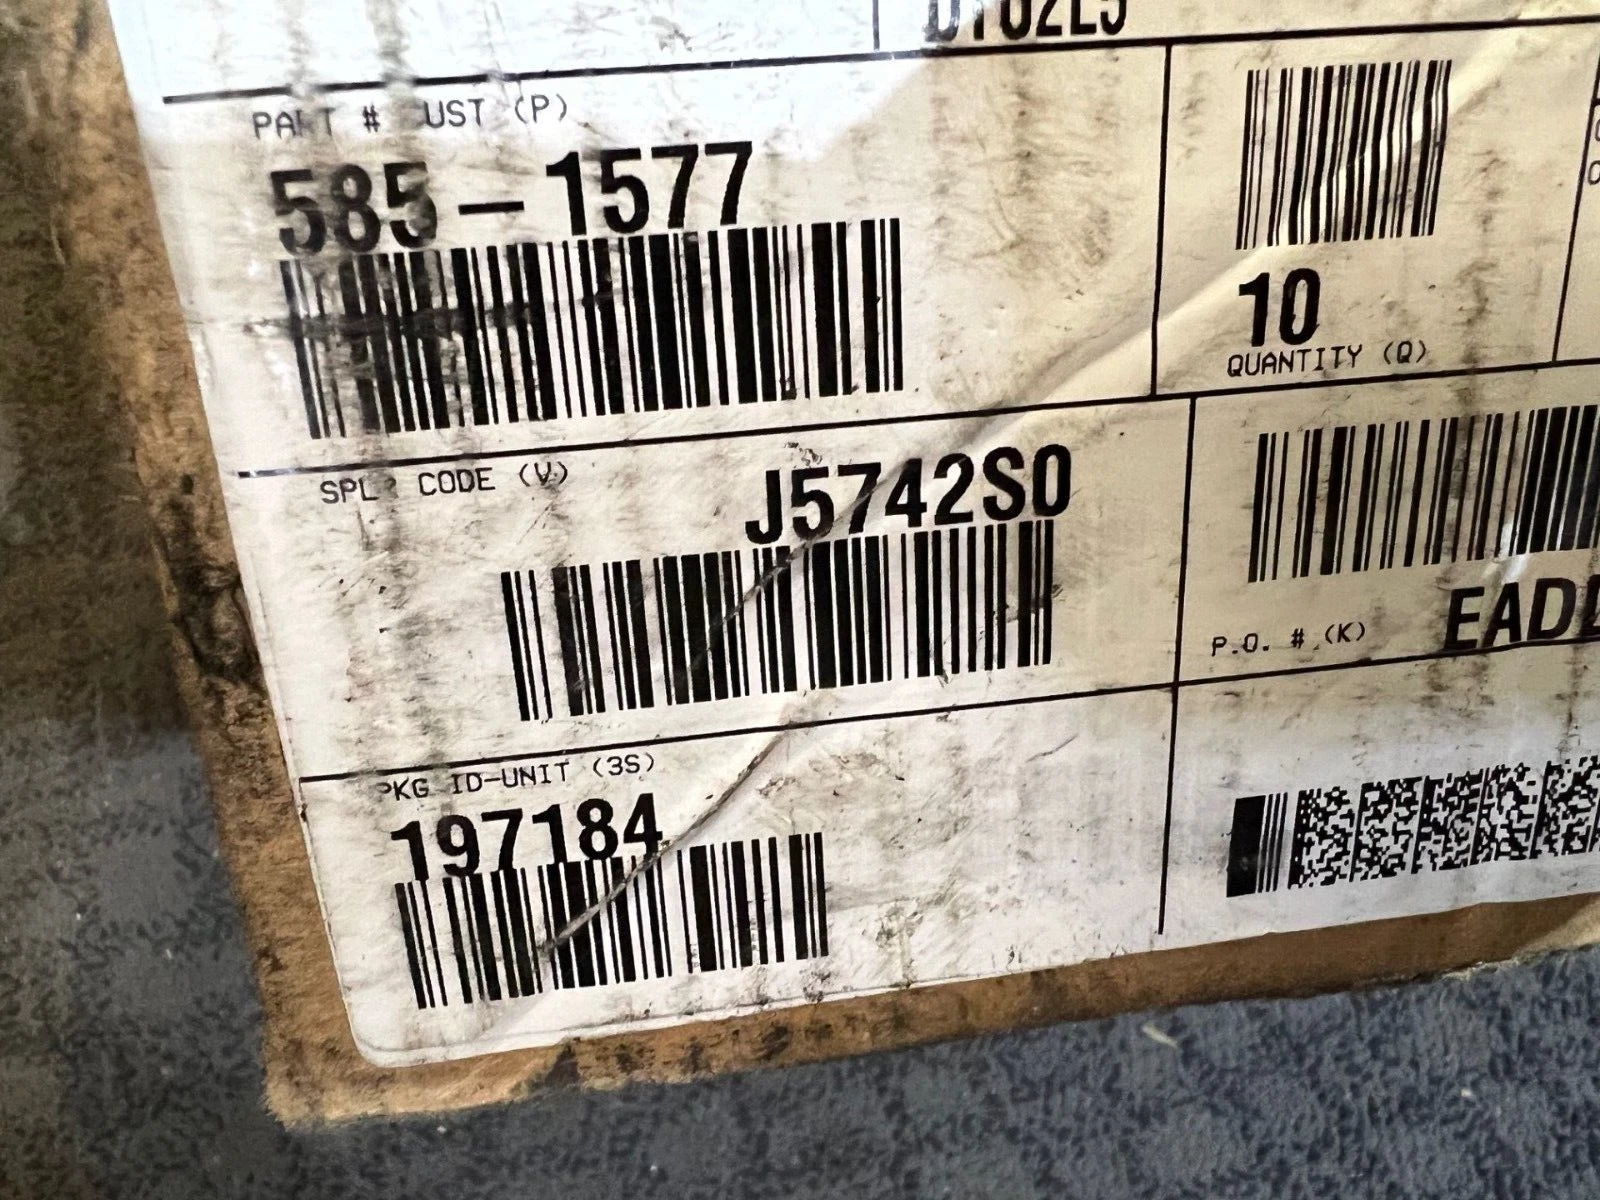 PART # CUST (P)
585-1577
10
QUANTITY (Q)
SPLR CODE (V)
J5742S0
P.O. # (K)
PKG ID-UNIT (3S)
197184